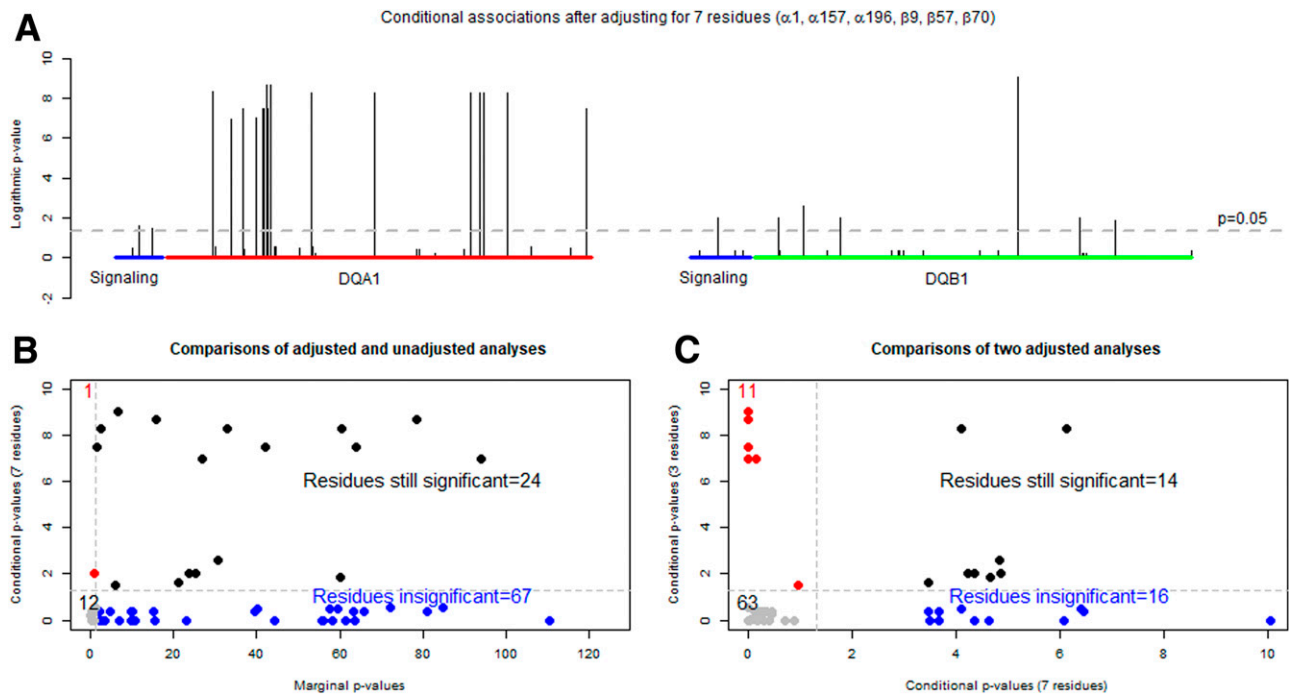 A
Conditional associations after adjusting for 7 residues (α1, α157, α196, β9, β57, β70)
Logrithmic p-value
10
8
6
4
2
0
-2
p=0.05
Signaling
DQA1
Signaling
DQB1
B
Comparisons of adjusted and unadjusted analyses
Conditional p-values (7 residues)
10
8
6
4
2
0
1
Residues still significant=24
12
Residues insignificant=67
0 20 40 60 80 100 120
Marginal p-values
C
Comparisons of two adjusted analyses
Conditional p-values (3 residues)
10
8
6
4
2
0
11
Residues still significant=14
63
Residues insignificant=16
0 2 4 6 8 10
Conditional p-values (7 residues)